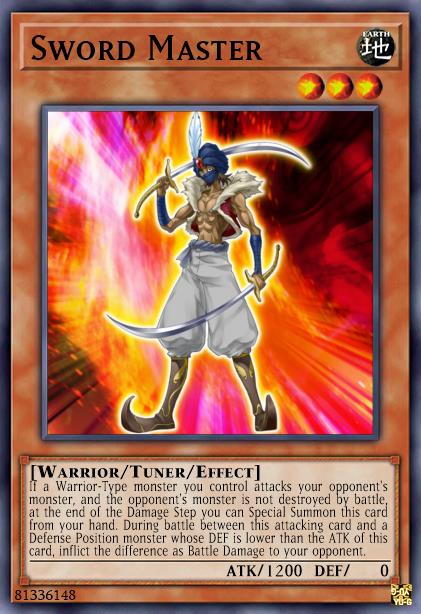 Sword Master
EARTH
地
[Warrior/Tuner/Effect]
If a Warrior-Type monster you control attacks your opponent's
monster, and the opponent's monster is not destroyed by battle,
at the end of the Damage Step you can Special Summon this card
from your hand. During battle between this attacking card and a
Defense Position monster whose DEF is lower than the ATK of this
card, inflict the difference as Battle Damage to your opponent.
ATK/1200 DEF/ 0
81336148